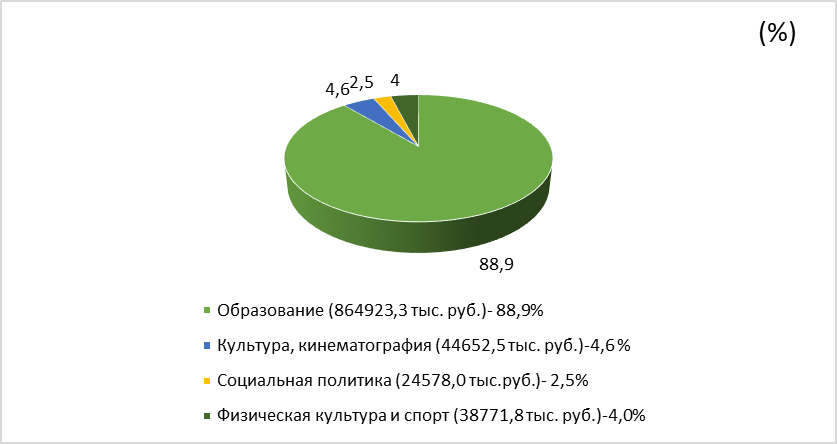 (%)
4,6
2,5
4
88,9
Образование (864923,3 тыс. руб.)- 88,9%
Культура, кинематография (44652,5 тыс. руб.)-4,6 %
Социальная политика (24578,0 тыс.руб.)- 2,5%
Физическая культура и спорт (38771,8 тыс. руб.)-4,0%